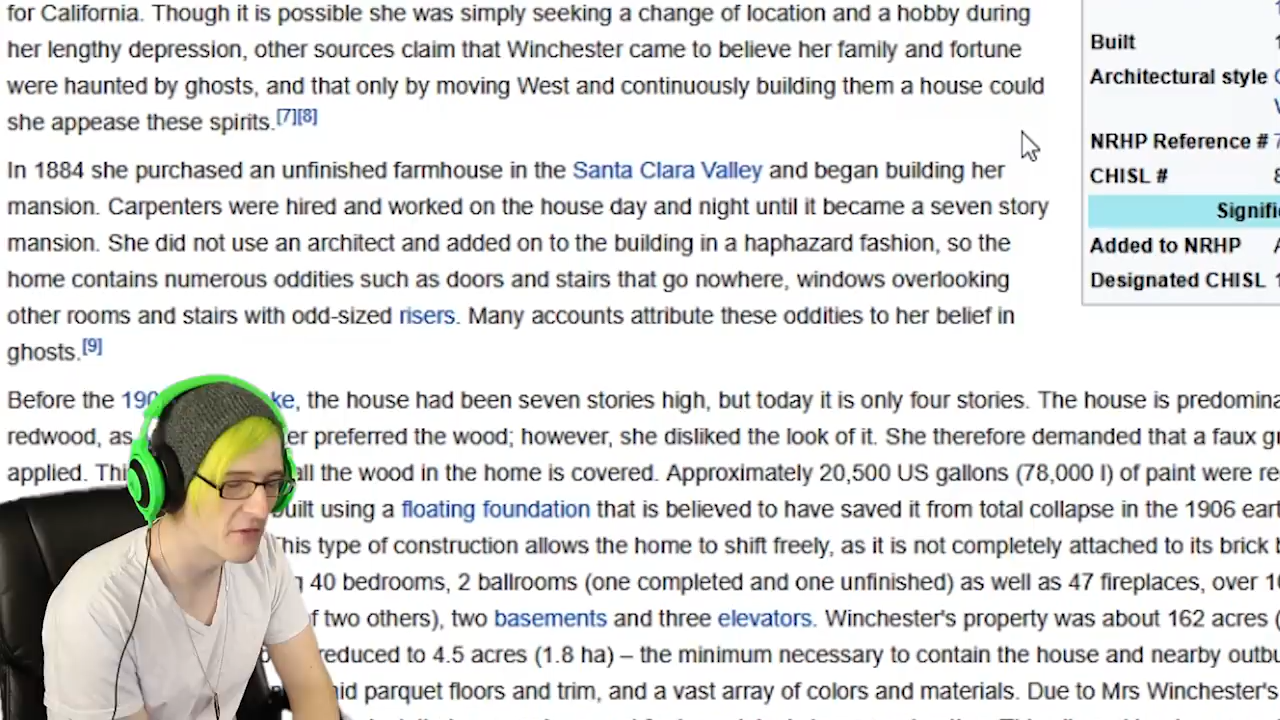 for California. Though it is possible she was simply seeking a change of location and a hobby during
her lengthy depression, other sources claim that Winchester came to believe her family and fortune
were haunted by ghosts, and that only by moving West and continuously building them a house could
she appease these spirits.[7][8]
In 1884 she purchased an unfinished farmhouse in the Santa Clara Valley and began building her
mansion. Carpenters were hired and worked on the house day and night until it became a seven story
mansion. She did not use an architect and added on to the building in a haphazard fashion, so the
home contains numerous oddities such as doors and stairs that go nowhere, windows overlooking
other rooms and stairs with odd-sized risers. Many accounts attribute these oddities to her belief in
ghosts.[9]
Built
Architectural style
NRHP Reference # 7
CHISL # 8
Added to NRHP
Designated CHISL 1
Before the the house had been seven stories high, but today it is only four stories. The house is
redwood, as preferred the wood; however, she disliked the look of it. She therefore demanded that a faux
applied. all the wood in the home is covered. Approximately 20,500 US gallons (78,000 l) of paint were
using a floating foundation that is believed to have saved it from total collapse in the 1906
This type of construction allows the home to shift freely, as it is not completely attached to its brick
40 bedrooms, 2 ballrooms (one completed and one unfinished) as well as 47 fireplaces, over
two others), two basements and three elevators. Winchester's property was about 162 acres (
reduced to 4.5 acres (1.8 ha) – the minimum necessary to contain the house and nearby
parquet floors and trim, and a vast array of colors and materials. Due to Mrs Winchester's